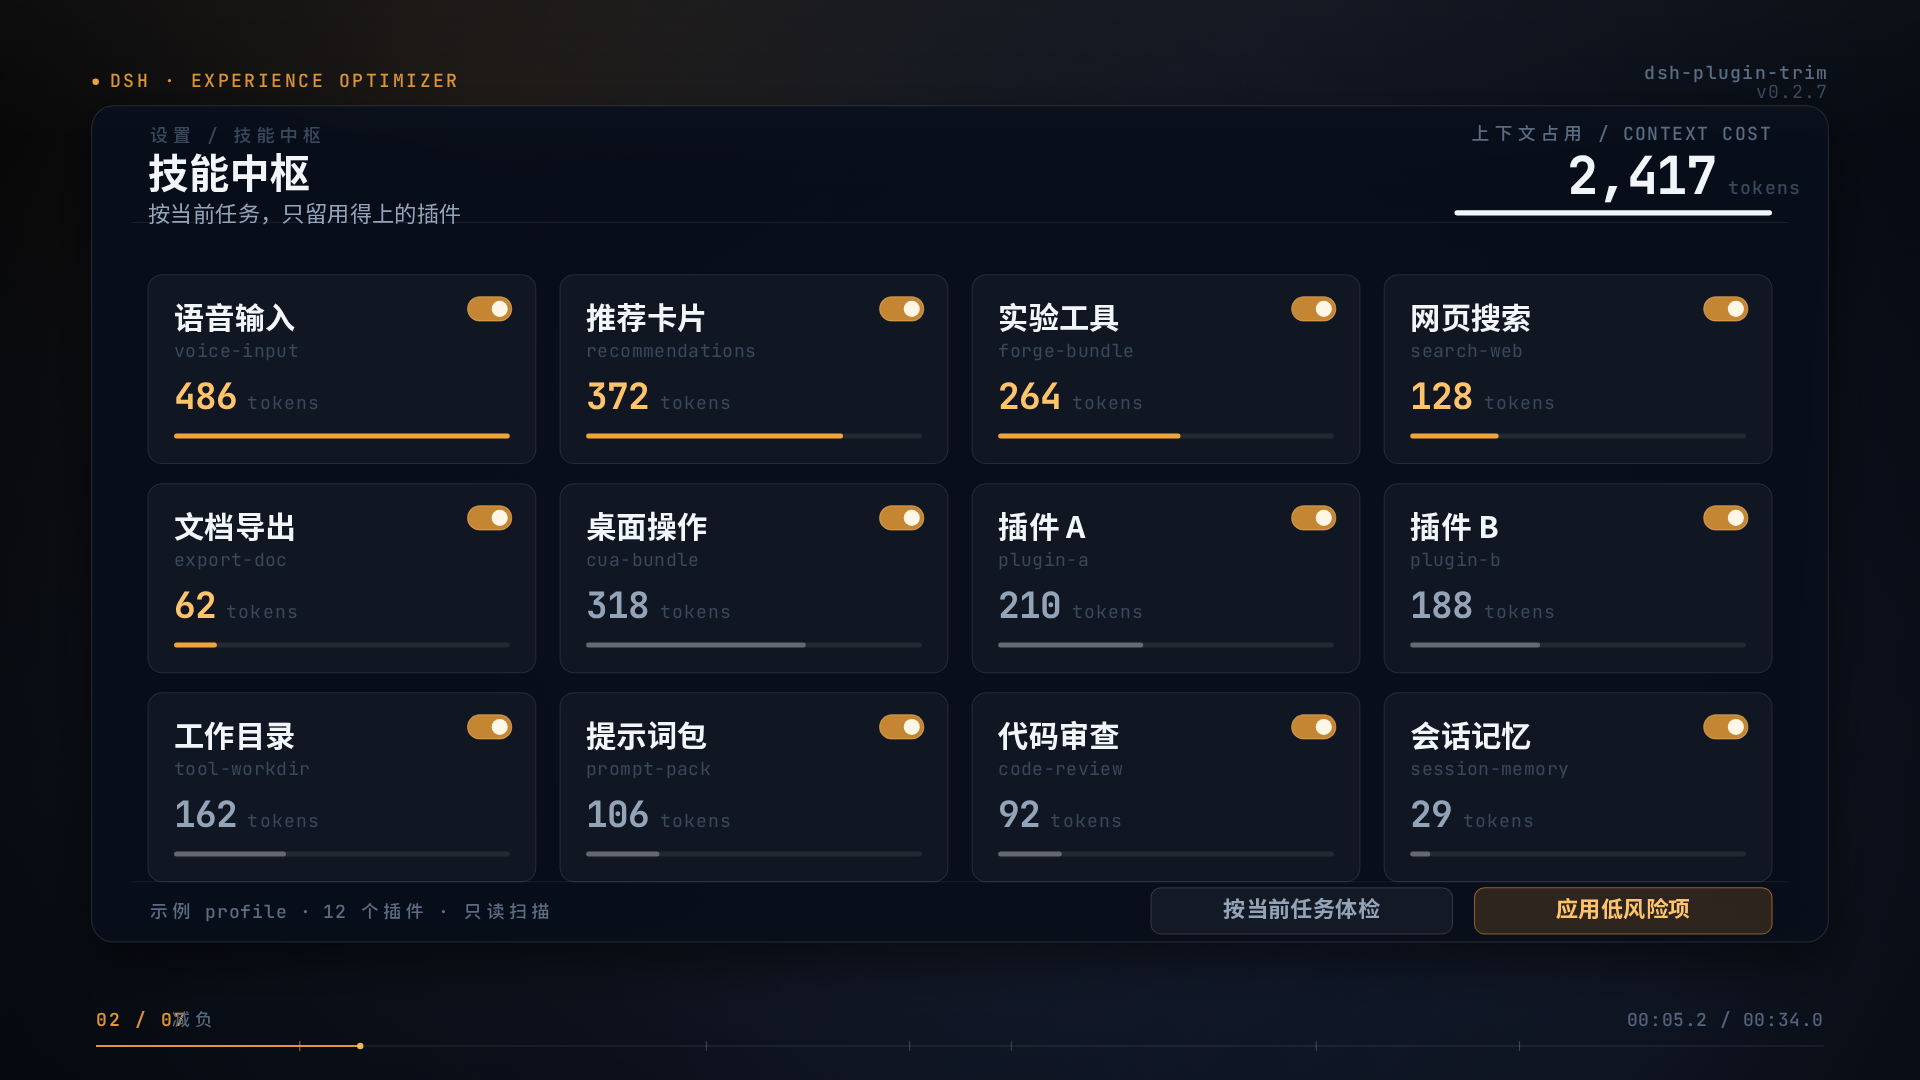 DSH · EXPERIENCE OPTIMIZER
dsh-plugin-trim
v0.2.7
设置 / 技能中枢
技能中枢
按当前任务，只留用得上的插件
上下文占用 / CONTEXT COST
2,417 tokens
语音输入
voice-input
486 tokens
推荐卡片
recommendations
372 tokens
实验工具
forge-bundle
264 tokens
网页搜索
search-web
128 tokens
文档导出
export-doc
62 tokens
桌面操作
cua-bundle
318 tokens
插件 A
plugin-a
210 tokens
插件 B
plugin-b
188 tokens
工作目录
tool-workdir
162 tokens
提示词包
prompt-pack
106 tokens
代码审查
code-review
92 tokens
会话记忆
session-memory
29 tokens
示例 profile · 12 个插件 · 只读扫描
按当前任务体检
应用低风险项
02 / 07
减负
00:05.2 / 00:34.0